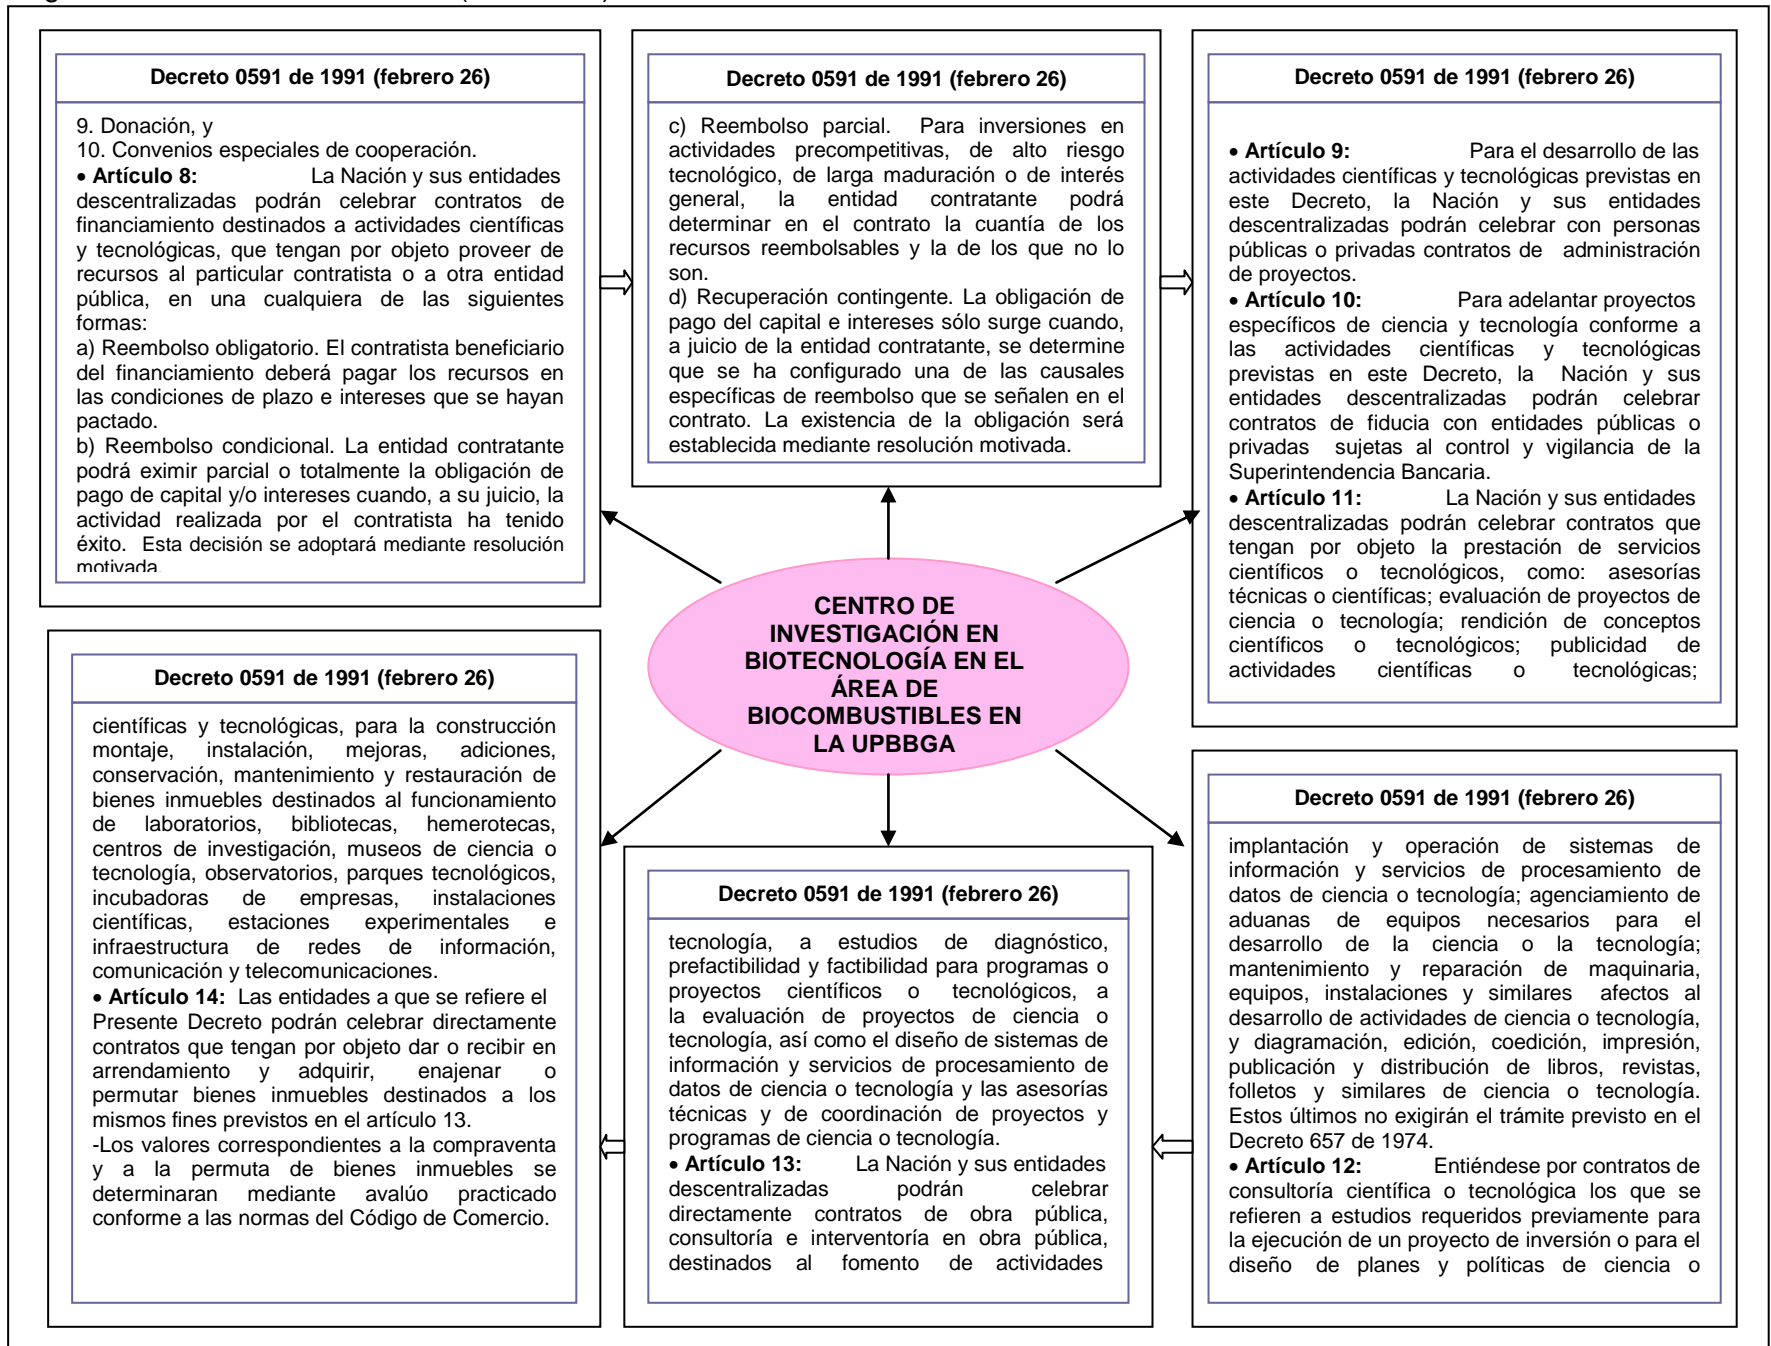 Decreto 0591 de 1991 (febrero 26)
9. Donación, y
10. Convenios especiales de cooperación.
• Artículo 8: La Nación y sus entidades
descentralizadas podrán celebrar contratos de
financiamiento destinados a actividades científicas
y tecnológicas, que tengan por objeto proveer de
recursos al particular contratista o a otra entidad
pública, en una cualquiera de las siguientes
formas:
a) Reembolso obligatorio. El contratista beneficiario
del financiamiento deberá pagar los recursos en
las condiciones de plazo e intereses que se hayan
pactado.
b) Reembolso condicional. La entidad contratante
podrá eximir parcial o totalmente la obligación de
pago de capital y/o intereses cuando, a su juicio, la
actividad realizada por el contratista ha tenido
éxito. Esta decisión se adoptará mediante resolución
motivada.
Decreto 0591 de 1991 (febrero 26)
c) Reembolso parcial. Para inversiones en
actividades precompetitivas, de alto riesgo
tecnológico, de larga maduración o de interés
general, la entidad contratante podrá
determinar en el contrato la cuantía de los
recursos reembolsables y la de los que no lo
son.
d) Recuperación contingente. La obligación de
pago del capital e intereses sólo surge cuando,
a juicio de la entidad contratante, se determine
que se ha configurado una de las causales
específicas de reembolso que se señalen en el
contrato. La existencia de la obligación será
establecida mediante resolución motivada.
Decreto 0591 de 1991 (febrero 26)
• Artículo 9: Para el desarrollo de las
actividades científicas y tecnológicas previstas en
este Decreto, la Nación y sus entidades
descentralizadas podrán celebrar con personas
públicas o privadas contratos de administración
de proyectos.
• Artículo 10: Para adelantar proyectos
específicos de ciencia y tecnología conforme a
las actividades científicas y tecnológicas
previstas en este Decreto, la Nación y sus
entidades descentralizadas podrán celebrar
contratos de fiducia con entidades públicas o
privadas sujetas al control y vigilancia de la
Superintendencia Bancaria.
• Artículo 11: La Nación y sus entidades
descentralizadas podrán celebrar contratos que
tengan por objeto la prestación de servicios
científicos o tecnológicos, como: asesorías
técnicas o científicas; evaluación de proyectos de
ciencia o tecnología; rendición de conceptos
científicos o tecnológicos; publicidad de
actividades científicas o tecnológicas;
CENTRO DE
INVESTIGACIÓN EN
BIOTECNOLOGÍA EN EL
ÁREA DE
BIOCOMBUSTIBLES EN
LA UPBBGA
Decreto 0591 de 1991 (febrero 26)
implantación y operación de sistemas de
información y servicios de procesamiento de
datos de ciencia o tecnología; agenciamiento de
aduanas de equipos necesarios para el
desarrollo de la ciencia o la tecnología;
mantenimiento y reparación de maquinaria,
equipos, instalaciones y similares afectos al
desarrollo de actividades de ciencia o tecnología,
y diagramación, edición, coedición, impresión,
publicación y distribución de libros, revistas,
folletos y similares de ciencia o tecnología.
Estos últimos no exigirán el trámite previsto en el
Decreto 657 de 1974.
• Artículo 12: Entiéndese por contratos de
consultoría científica o tecnológica los que se
refieren a estudios requeridos previamente para
la ejecución de un proyecto de inversión o para el
diseño de planes y políticas de ciencia o
Decreto 0591 de 1991 (febrero 26)
tecnología, a estudios de diagnóstico,
prefactibilidad y factibilidad para programas o
proyectos científicos o tecnológicos, a
la evaluación de proyectos de ciencia o
tecnología, así como el diseño de sistemas de
información y servicios de procesamiento de
datos de ciencia o tecnología y las asesorías
técnicas y de coordinación de proyectos y
programas de ciencia o tecnología.
• Artículo 13: La Nación y sus entidades
descentralizadas podrán celebrar
directamente contratos de obra pública,
consultoría e interventoría en obra pública,
destinados al fomento de actividades
Decreto 0591 de 1991 (febrero 26)
científicas y tecnológicas, para la construcción
montaje, instalación, mejoras, adiciones,
conservación, mantenimiento y restauración de
bienes inmuebles destinados al funcionamiento
de laboratorios, bibliotecas, hemerotecas,
centros de investigación, museos de ciencia o
tecnología, observatorios, parques tecnológicos,
incubadoras de empresas, instalaciones
científicas, estaciones experimentales e
infraestructura de redes de información,
comunicación y telecomunicaciones.
• Artículo 14: Las entidades a que se refiere el
Presente Decreto podrán celebrar directamente
contratos que tengan por objeto dar o recibir en
arrendamiento y adquirir, enajenar o
permutar bienes inmuebles destinados a los
mismos fines previstos en el artículo 13.
-Los valores correspondientes a la compraventa
y a la permuta de bienes inmuebles se
determinaran mediante avalúo practicado
conforme a las normas del Código de Comercio.